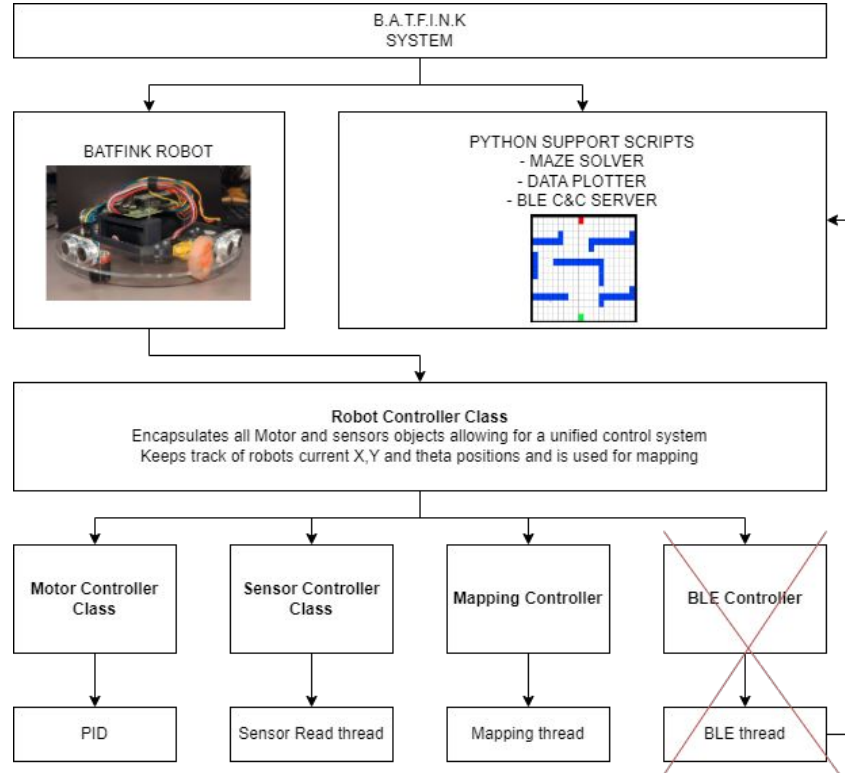 B.A.T.F.I.N.K
SYSTEM
BATFINK ROBOT
PYTHON SUPPORT SCRIPTS
- MAZE SOLVER
- DATA PLOTTER
- BLE C&C SERVER
Robot Controller Class
Encapsulates all Motor and sensors objects allowing for a unified control system
Keeps track of robots current X,Y and theta positions and is used for mapping
Motor Controller
Class
Sensor Controller
Class
Mapping Controller
BLE Controller
PID
Sensor Read thread
Mapping thread
BLE thread